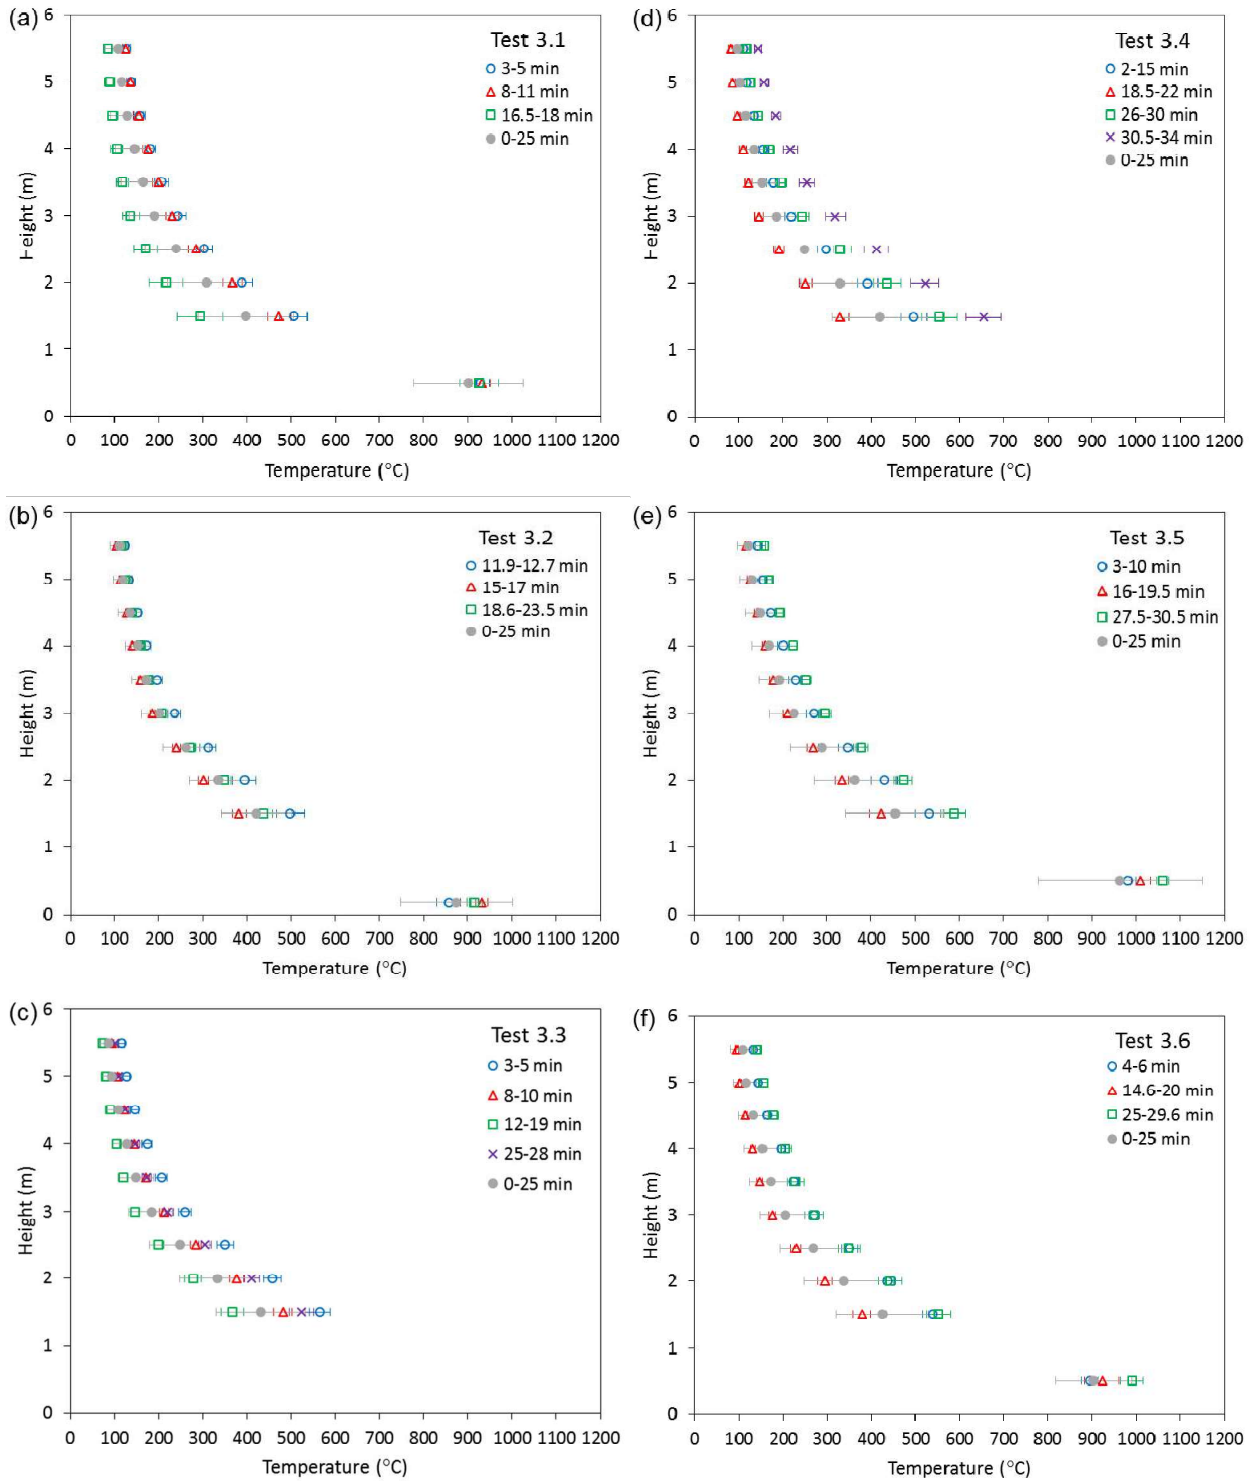 (a)
6
5
4
3
2
1
0
Height (m)
Test 3.1
3-5 min
8-11 min
16.5-18 min
0-25 min
0 100 200 300 400 500 600 700 800 900 1000 1100 1200
Temperature (°C)
(d)
6
5
4
3
2
1
0
Height (m)
Test 3.4
2-15 min
18.5-22 min
26-30 min
30.5-34 min
0-25 min
0 100 200 300 400 500 600 700 800 900 1000 1100 1200
Temperature (°C)
(b)
6
5
4
3
2
1
0
Height (m)
Test 3.2
11.9-12.7 min
15-17 min
18.6-23.5 min
0-25 min
0 100 200 300 400 500 600 700 800 900 1000 1100 1200
Temperature (°C)
(e)
6
5
4
3
2
1
0
Height (m)
Test 3.5
3-10 min
16-19.5 min
27.5-30.5 min
0-25 min
0 100 200 300 400 500 600 700 800 900 1000 1100 1200
Temperature (°C)
(c)
6
5
4
3
2
1
0
Height (m)
Test 3.3
3-5 min
8-10 min
12-19 min
25-28 min
0-25 min
0 100 200 300 400 500 600 700 800 900 1000 1100 1200
Temperature (°C)
(f)
6
5
4
3
2
1
0
Height (m)
Test 3.6
4-6 min
14.6-20 min
25-29.6 min
0-25 min
0 100 200 300 400 500 600 700 800 900 1000 1100 1200
Temperature (°C)